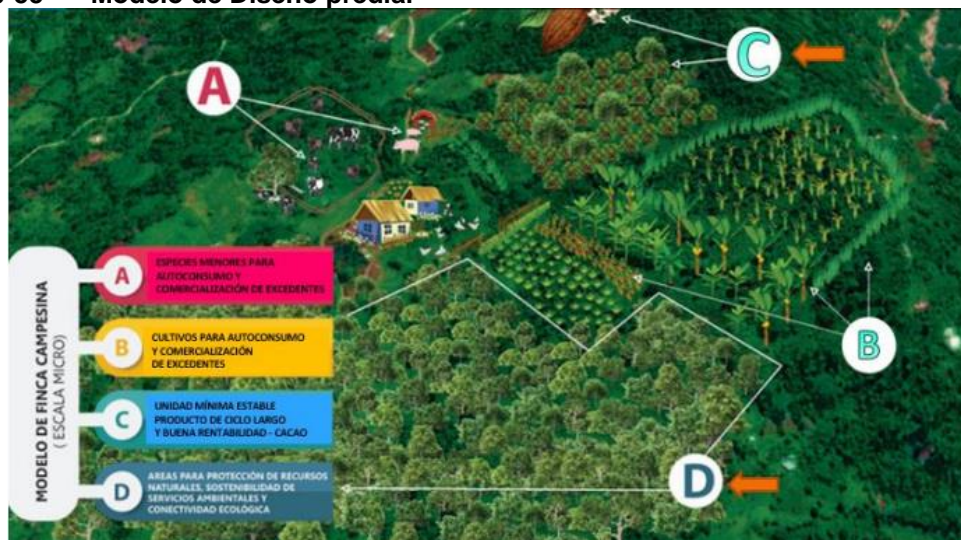 Modelo de Diseño predial
A
C
B
D
MODELO DE FINCA CAMPESINA
( ESCALA MICRO)
A
ESPECIES MENORES PARA
AUTOCONSUMO Y
COMERCIALIZACIÓN DE EXCEDENTES
B
CULTIVOS PARA AUTOCONSUMO
Y COMERCIALIZACIÓN
DE EXCEDENTES
C
UNIDAD MÍNIMA ESTABLE
PRODUCTO DE CICLO LARGO
Y BUENA RENTABILIDAD - CACAO
D
AREAS PARA PROTECCIÓN DE RECURSOS
NATURALES, SOSTENIBILIDAD DE
SERVICIOS AMBIENTALES Y
CONECTIVIDAD ECOLÓGICA